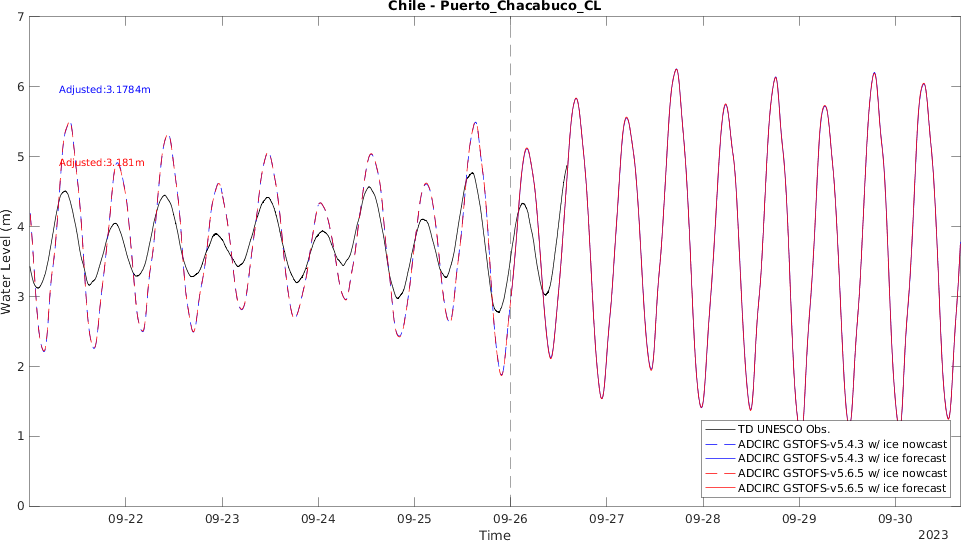 Chile - Puerto_Chacabuco_CL
7
6
5
4
3
2
1
0
Water Level (m)
Adjusted:3.1784m
Adjusted:3.181m
09-22
09-23
09-24
09-25
09-26
09-27
09-28
09-29
09-30
Time
2023
TD UNESCO Obs.
ADCIRC GSTOFS-v5.4.3 w/ ice nowcast
ADCIRC GSTOFS-v5.4.3 w/ ice forecast
ADCIRC GSTOFS-v5.6.5 w/ ice nowcast
ADCIRC GSTOFS-v5.6.5 w/ ice forecast